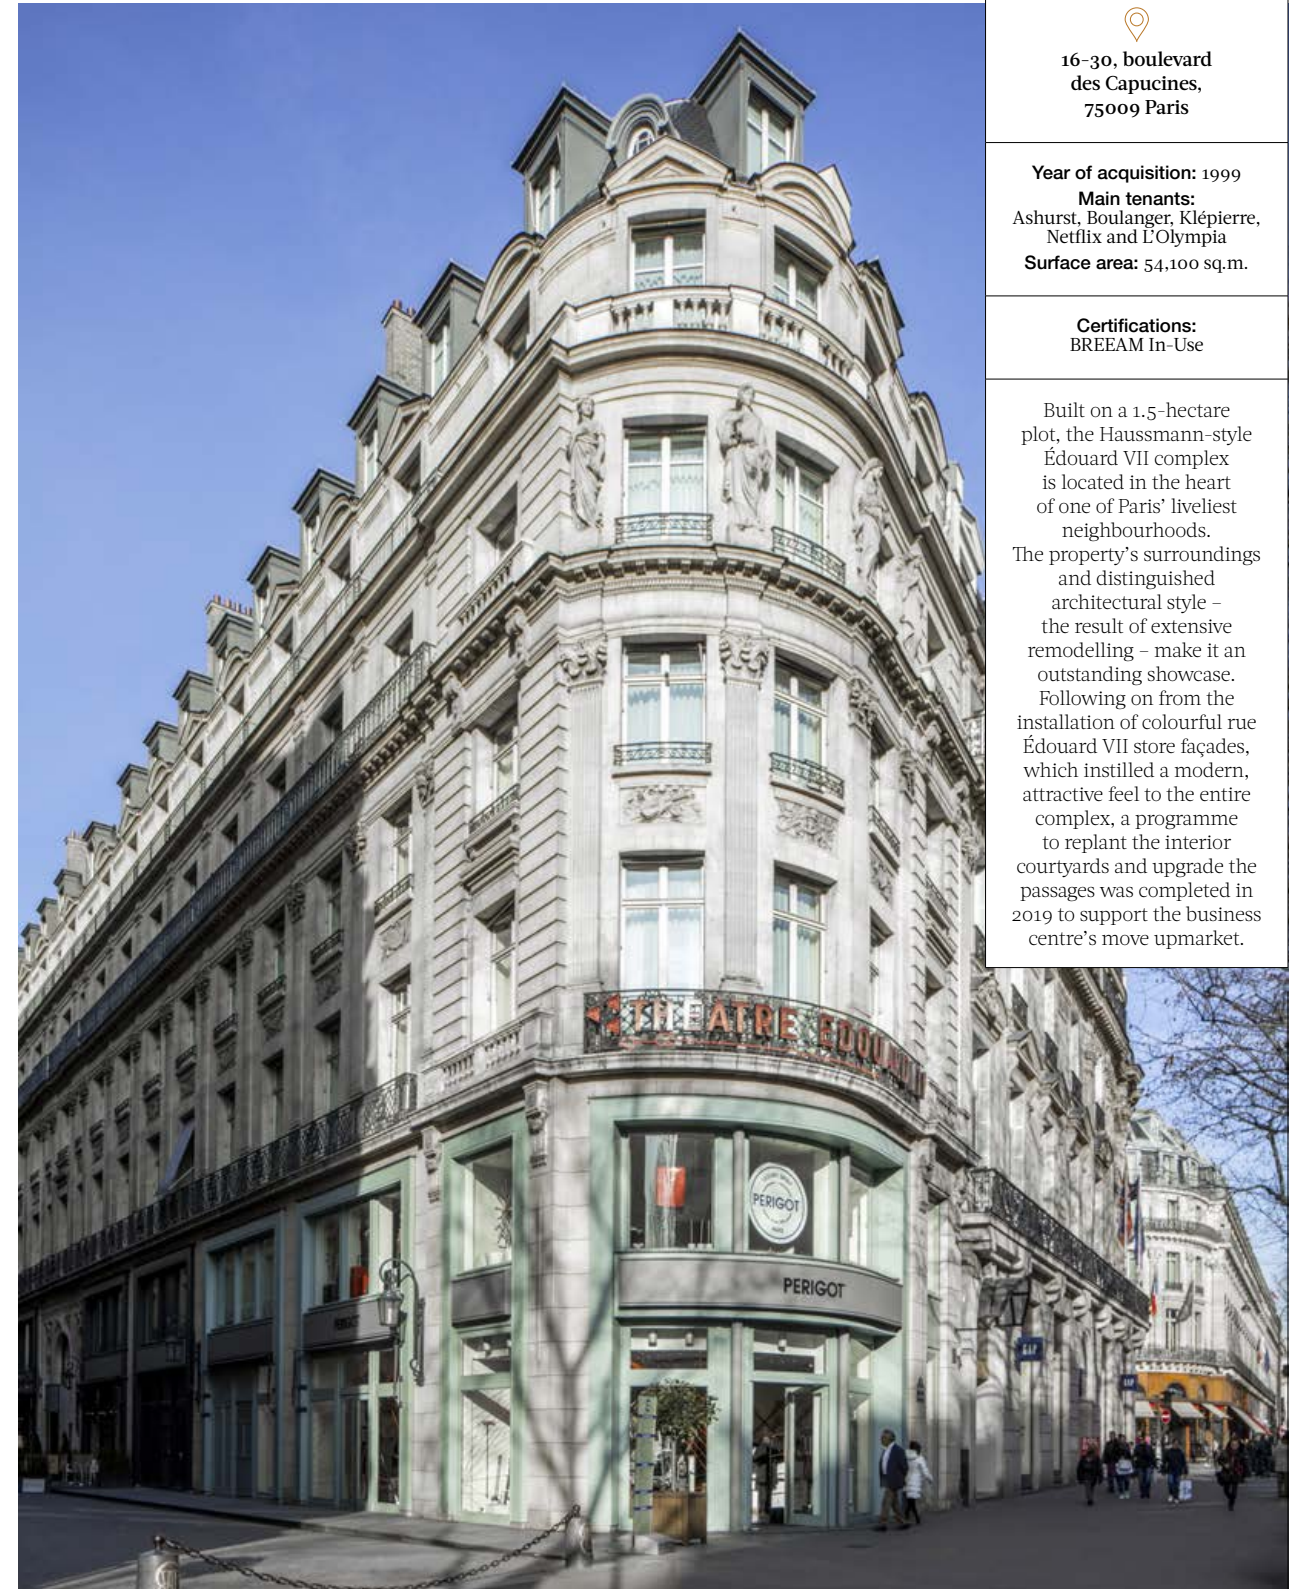 16-30, boulevard
des Capucines,
75009 Paris
Year of acquisition: 1999
Main tenants:
Ashurst, Boulanger, Klépierre,
Netflix and L'Olympia
Surface area: 54,100 sq.m.
Certifications:
BREEAM In-Use
Built on a 1.5-hectare
plot, the Haussmann-style
Édouard VII complex
is located in the heart
of one of Paris' liveliest
neighbourhoods.
The property's surroundings
and distinguished
architectural style –
the result of extensive
remodelling – make it an
outstanding showcase.
Following on from the
installation of colourful rue
Édouard VII store façades,
which instilled a modern,
attractive feel to the entire
complex, a programme
to replant the interior
courtyards and upgrade the
passages was completed in
2019 to support the business
centre's move upmarket.
THEATRE EDOUARD
PERIGOT
PERIGOT
PERIGOT
GAP
GAP